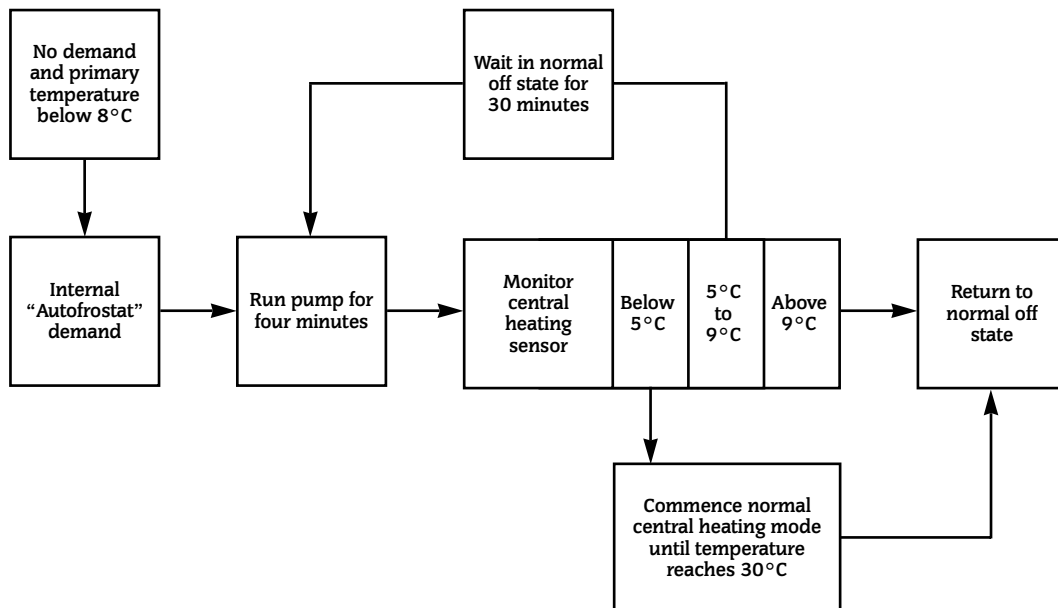 No demand
and primary
temperature
below 8°C
Wait in normal
off state for
30 minutes
Internal
“Autofrostat”
demand
Run pump for
four minutes
Monitor
central
heating
sensor
Below
5°C
5°C
to
9°C
Above
9°C
Return to
normal off
state
Commence normal
central heating mode
until temperature
reaches 30°C